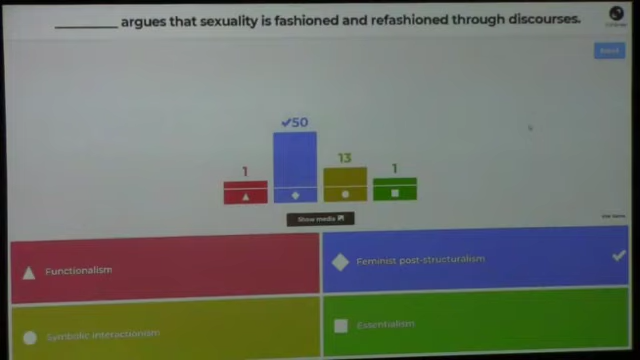 _________ argues that sexuality is fashioned and refashioned through discourses.
1
✓50
13
1
Show media
Functionalism
Feminist post-structuralism
Symbolic interactionism
Essentialism